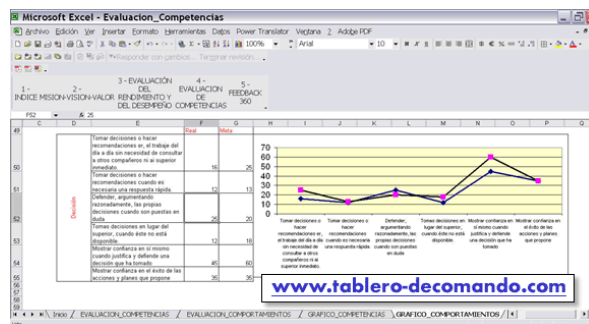 Microsoft Excel - Evaluacion_Competencias
Archivo Edición Ver Insertar Formato Herramientas Datos Power Translator Ventana ? Adobe PDF
100% Arial 10
Responder con cambios... Terminar revisión...
3 - EVALUACIÓN 4 - 5 -
1 - 2 - DEL EVALUACION FEEDBACK
INDICE MISION-VISION-VALOR RENDIMIENTO Y DE 360
DEL DESEMPEÑO COMPETENCIAS
F52 fx 25
C D E F G H I J K L M N O P Q
49 Real Meta
Tomar decisiones o hacer
recomendaciones er, el trabajo del
día a día sin necesidad de consultar
a otros compañeros ni al superior
50 inmediato. 16 25
Tomar decisiones o hacer
recomendaciones cuando es
51 necesaria una respuesta rápida. 12 13
Defender, argumentando
razonadamente, las propias
decisiones cuando son puestas en
52 duda 25 20
Decisión
Tomas decisiones en lugar del
superior, cuando éste no está
53 disponible. 12 18
Mostrar confianza en sí mismo
cuando justifica y defiende una
54 decisión que ha tomado 45 60
Mostrar confianza en el éxito de las
55 acciones y planes que propone 35 35
56
57
58
59
70
60
50
40
30
20
10
0
Tomar decisiones o hacer recomendaciones er, el trabajo del día a día sin necesidad de consultar a otros compañeros ni al superior inmediato.
Tomar decisiones o hacer recomendaciones cuando es necesaria una respuesta rápida.
Defender, argumentando razonadamente, las propias decisiones cuando son puestas en duda
Tomas decisiones en lugar del superior, cuando éste no está disponible.
Mostrar confianza en sí mismo cuando justifica y defiende una decisión que ha tomado
Mostrar confianza en el éxito de las acciones y planes que propone
www.tablero-decomando.com
Inicio / EVALUACION_COMPETENCIAS / EVALUACION_COMPORTAMIENTOS / GRAFICO_COMPETENCIAS \ GRAFICO_COMPORTAMIENTOS /